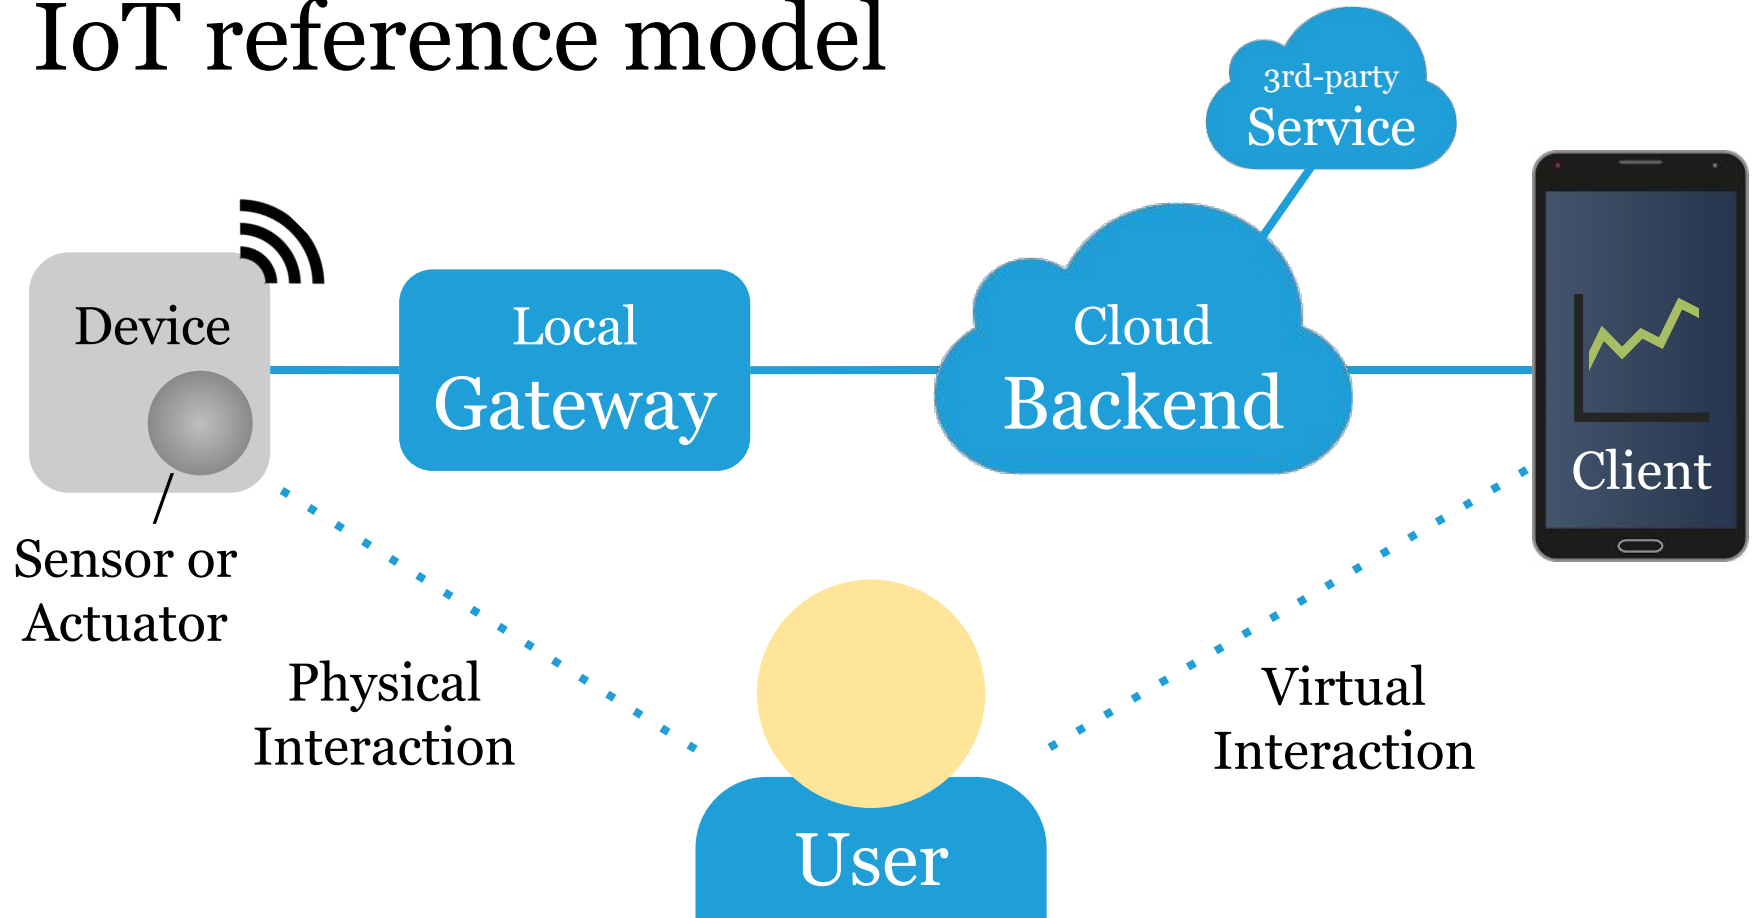 IoT reference model
3rd-party
Service
Device
Local
Gateway
Cloud
Backend
Client
Sensor or
Actuator
Physical
Interaction
Virtual
Interaction
User